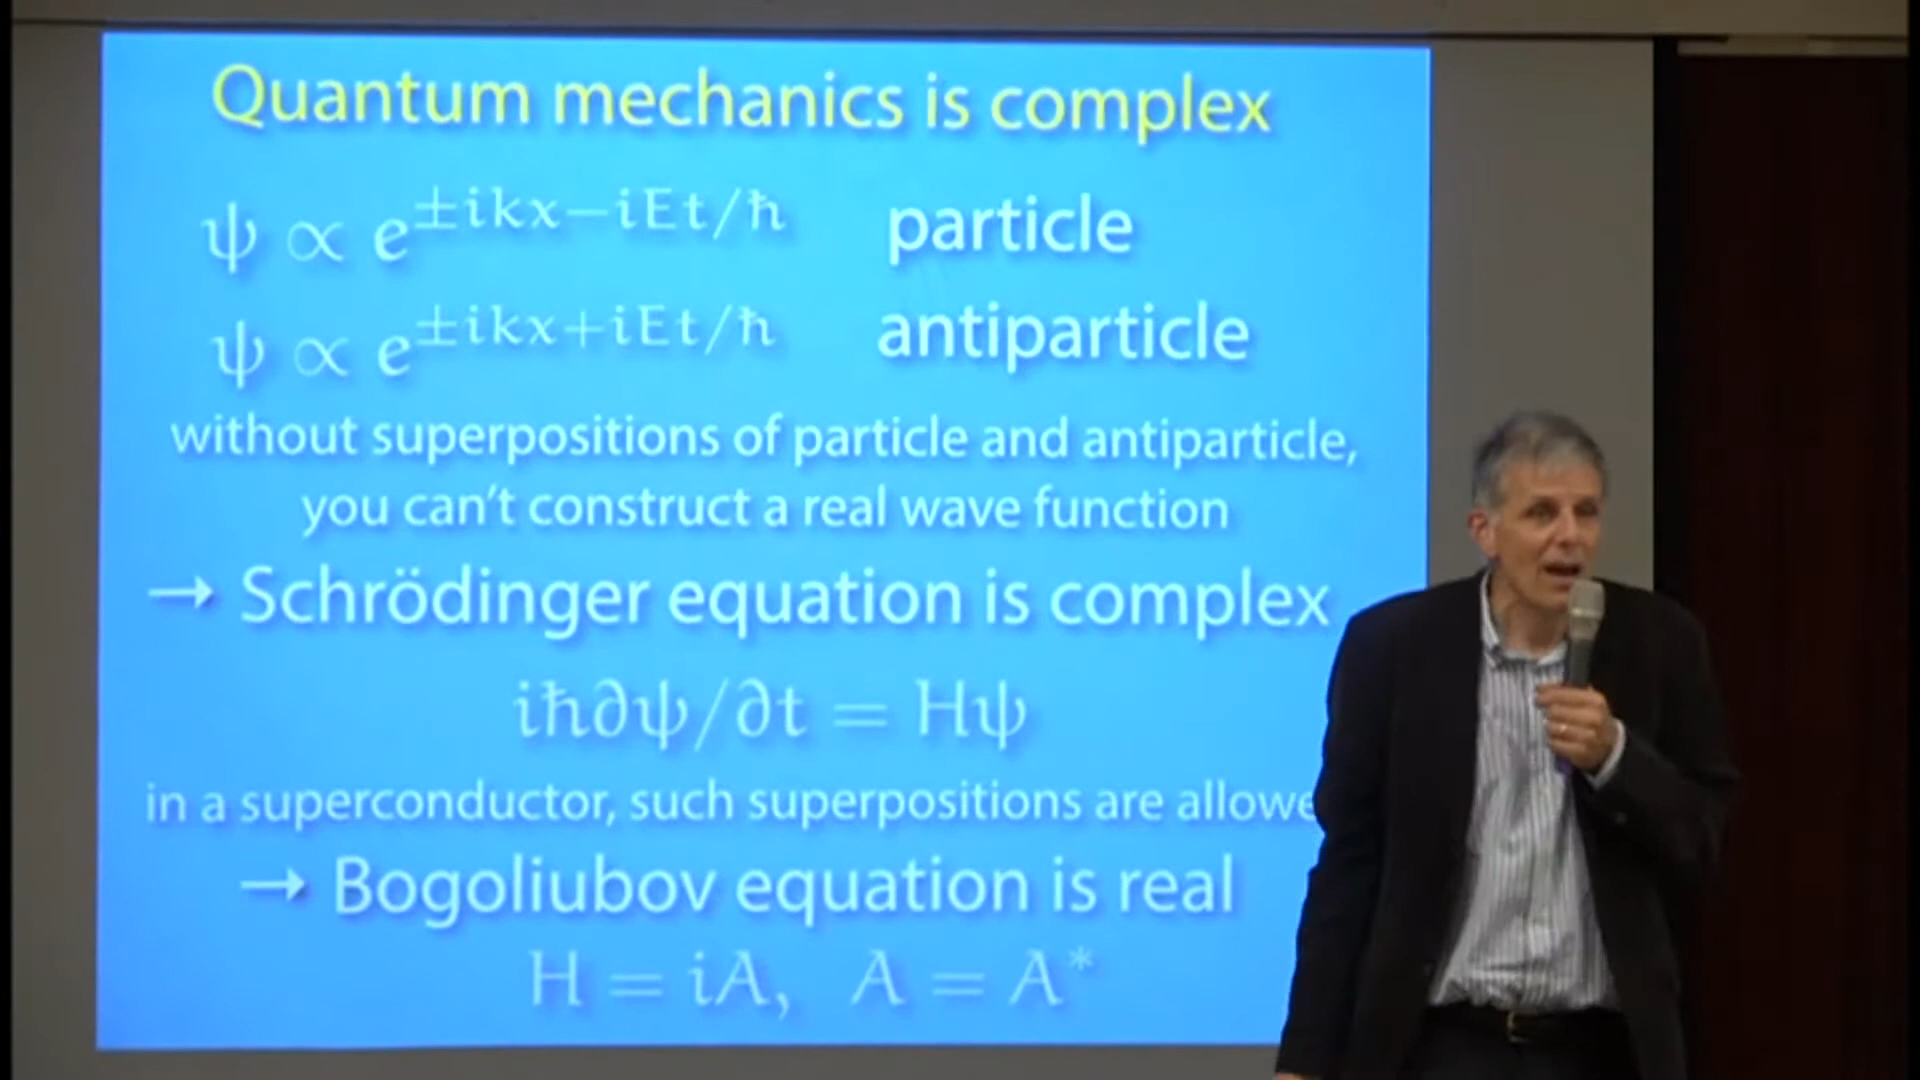 Quantum mechanics is complex
ψ ∝ e^{±ikx−iEt/ħ} particle
ψ ∝ e^{±ikx+iEt/ħ} antiparticle
without superpositions of particle and antiparticle,
you can't construct a real wave function
→ Schrödinger equation is complex
iħ∂ψ/∂t = Hψ
in a superconductor, such superpositions are allowe
→ Bogoliubov equation is real
H = iA, A = A*